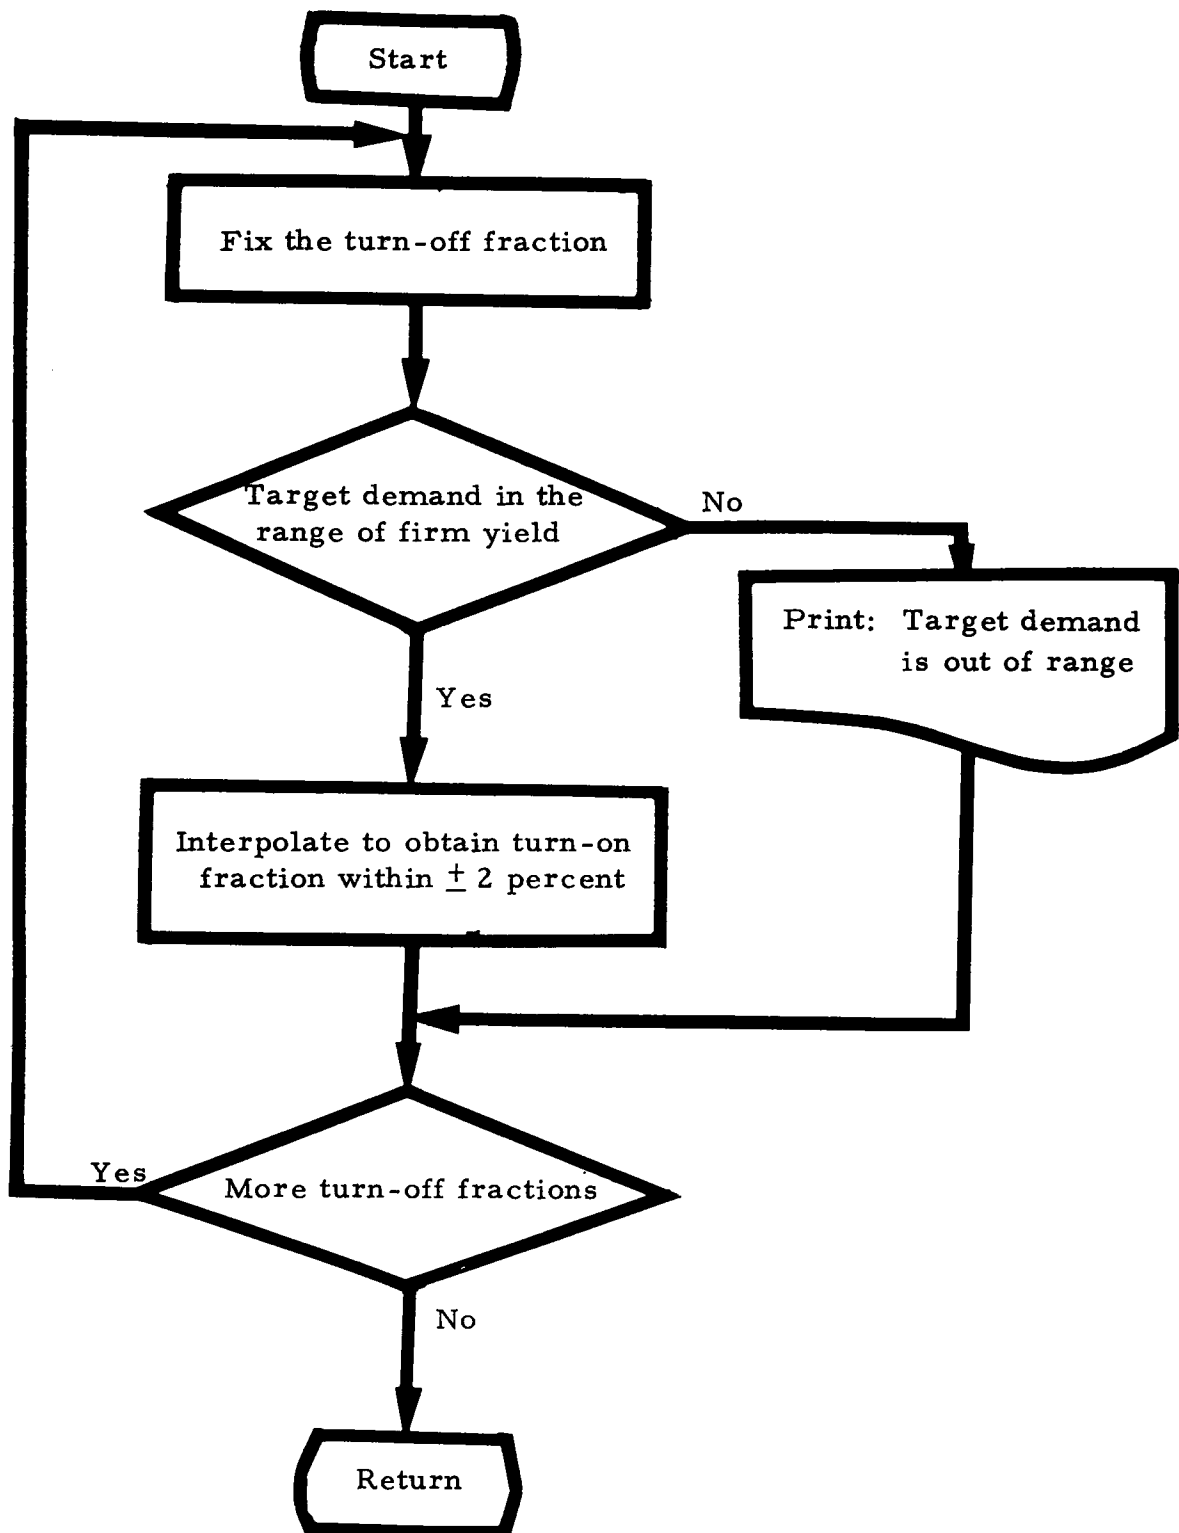 Start
Fix the turn-off fraction
Target demand in the
range of firm yield
No
Print: Target demand
is out of range
Yes
Interpolate to obtain turn-on
fraction within ± 2 percent
Yes
More turn-off fractions
No
Return